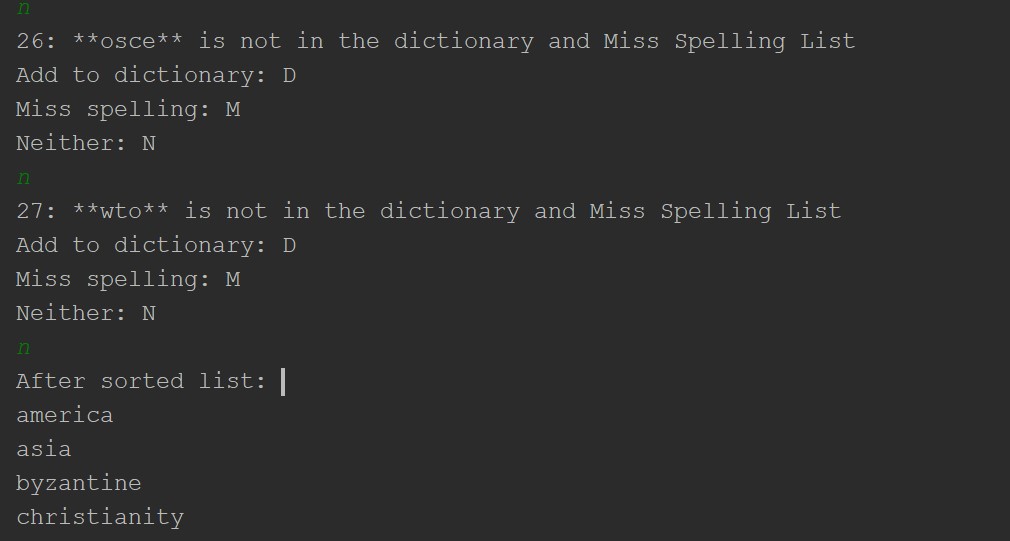 n
26: **osce** is not in the dictionary and Miss Spelling List
Add to dictionary: D
Miss spelling: M
Neither: N
n
27: **wto** is not in the dictionary and Miss Spelling List
Add to dictionary: D
Miss spelling: M
Neither: N
n
After sorted list:
america
asia
byzantine
christianity